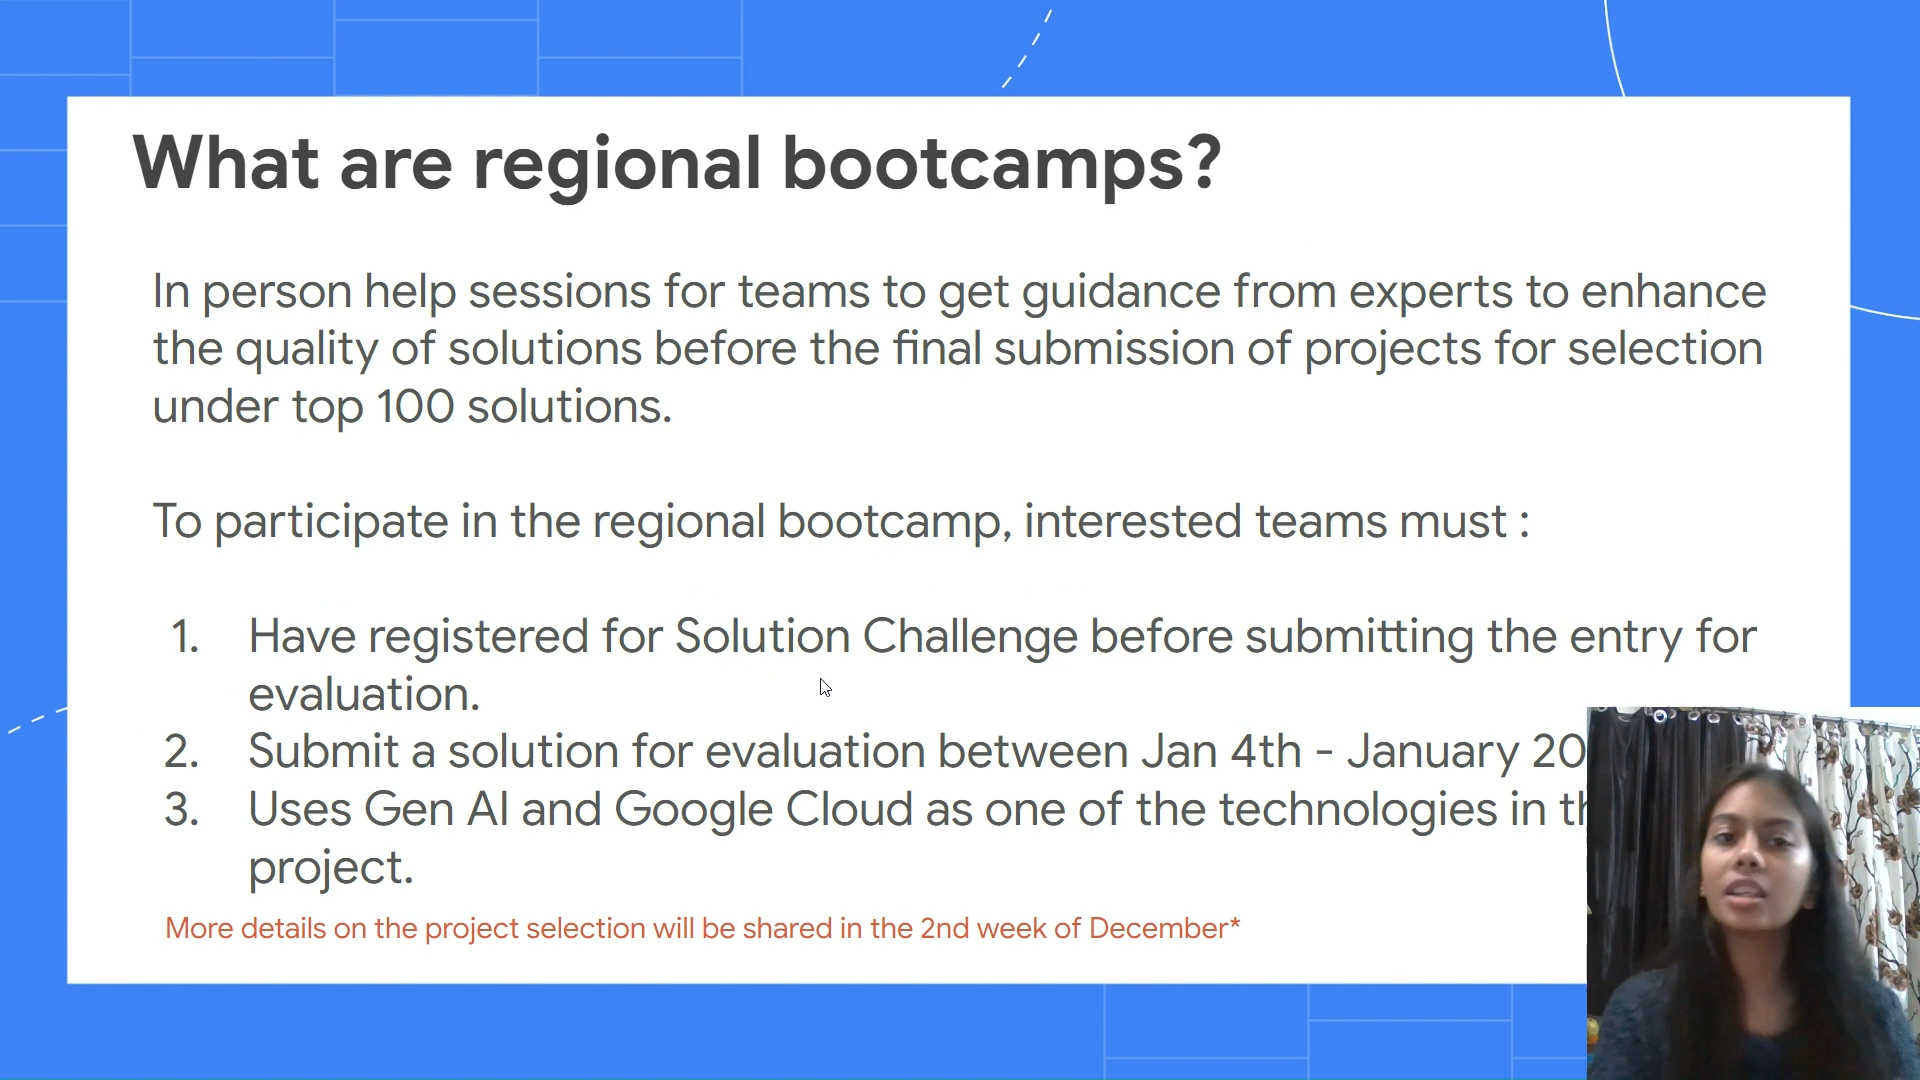 What are regional bootcamps?
In person help sessions for teams to get guidance from experts to enhance
the quality of solutions before the final submission of projects for selection
under top 100 solutions.
To participate in the regional bootcamp, interested teams must :
1. Have registered for Solution Challenge before submitting the entry for
evaluation.
2. Submit a solution for evaluation between Jan 4th - January 20
3. Uses Gen AI and Google Cloud as one of the technologies in
project.
More details on the project selection will be shared in the 2nd week of December*